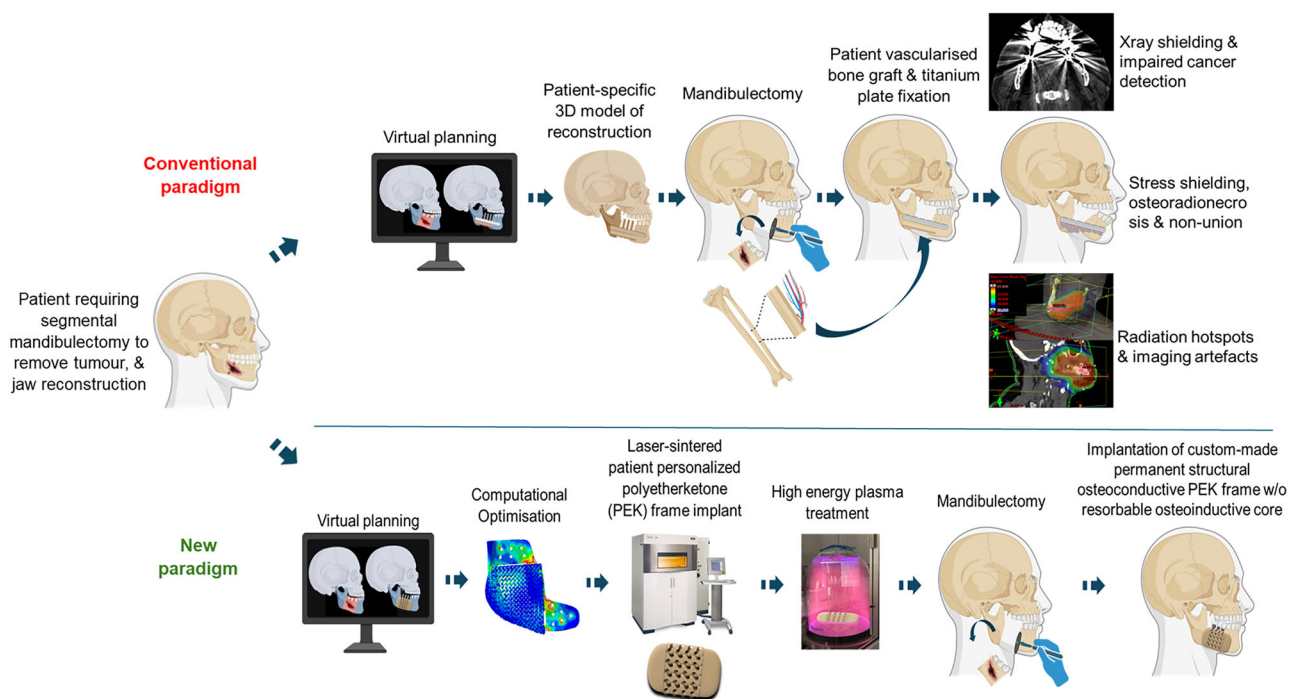 Patient requiring
segmental
mandibulectomy to
remove tumour, &
jaw reconstruction
Conventional
paradigm
Virtual planning
Patient-specific
3D model of
reconstruction
Mandibulectomy
Patient vascularised
bone graft & titanium
plate fixation
Xray shielding &
impaired cancer
detection
Stress shielding,
osteoradionecro
sis & non-union
Radiation hotspots
& imaging artefacts
New
paradigm
Virtual planning
Computational
Optimisation
Laser-sintered
patient personalized
polyetherketone
(PEK) frame implant
High energy plasma
treatment
Mandibulectomy
Implantation of custom-made
permanent structural
osteoconductive PEK frame w/o
resorbable osteoinductive core